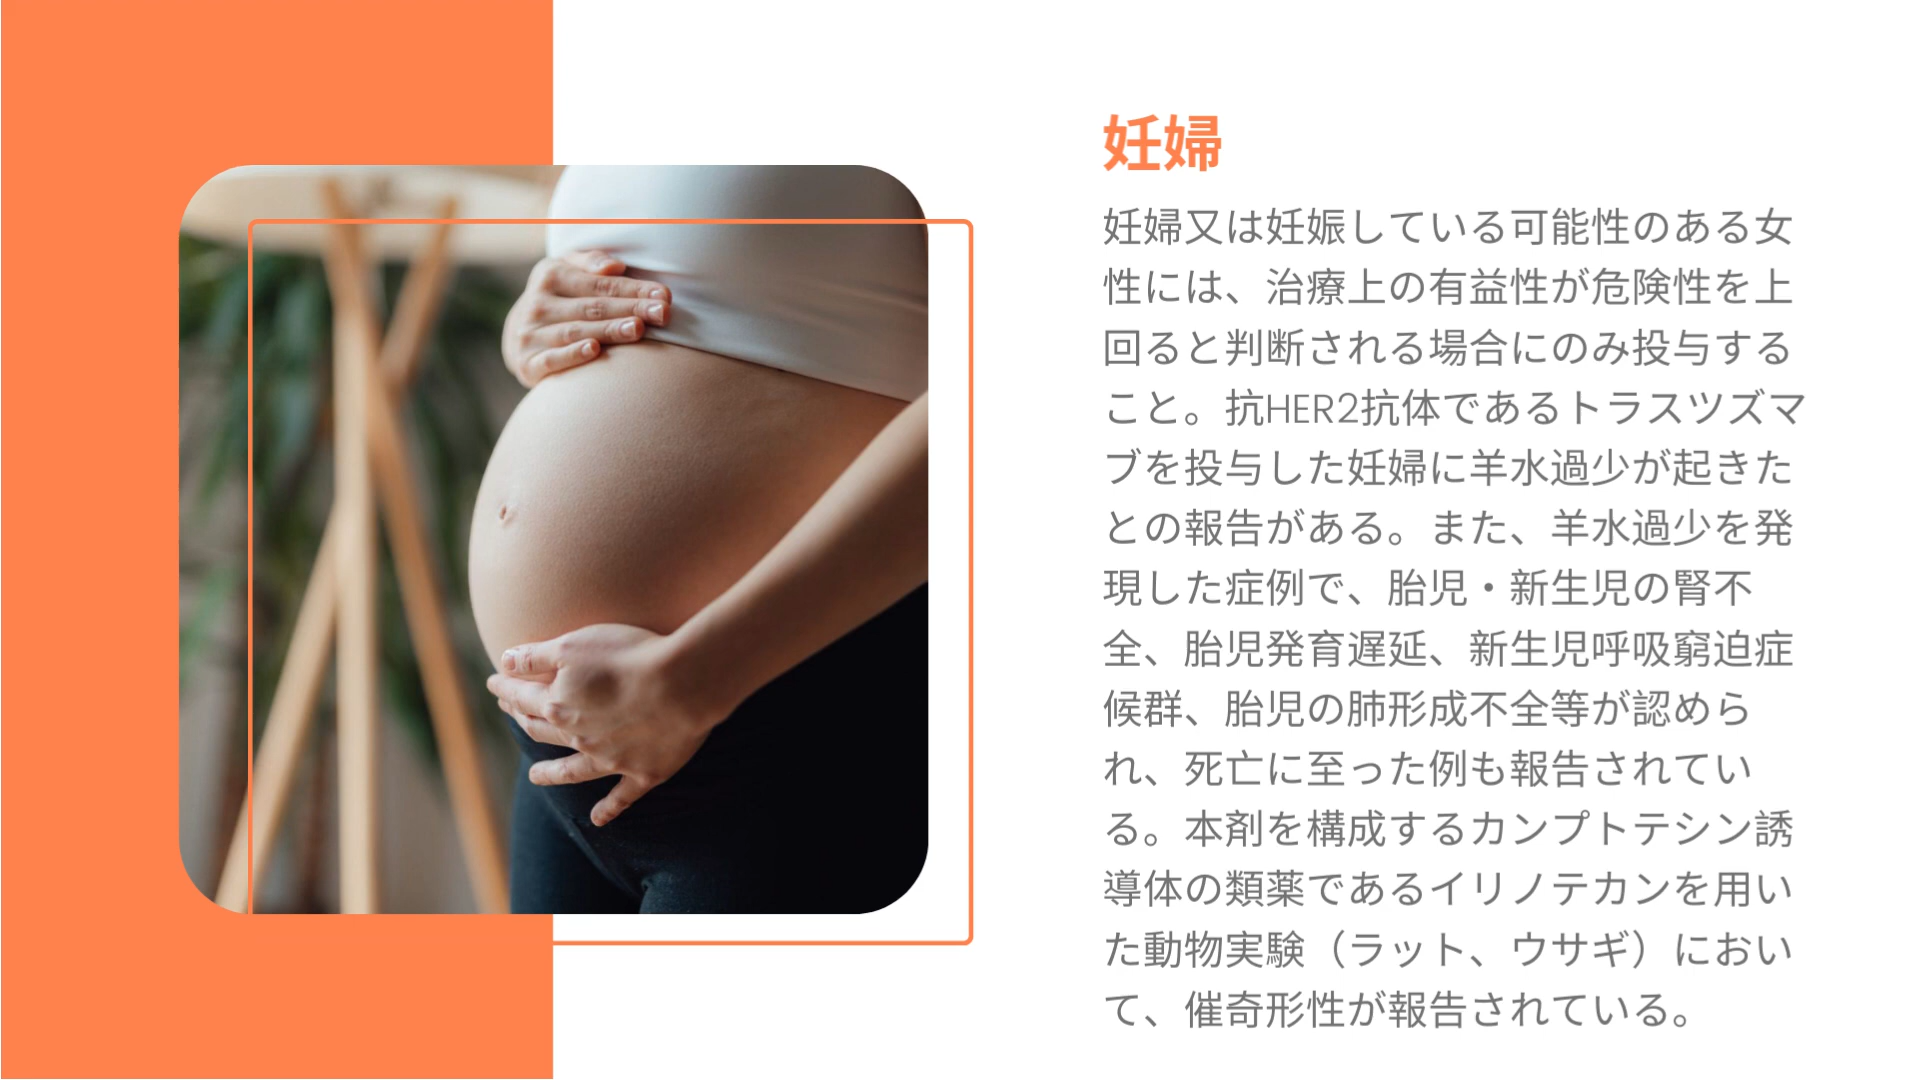 妊婦
妊婦又は妊娠している可能性のある女
性には、治療上の有益性が危険性を上
回ると判断される場合にのみ投与する
こと。抗HER2抗体であるトラスツズマ
ブを投与した妊婦に羊水過少が起きた
との報告がある。また、羊水過少を発
現した症例で、胎児・新生児の腎不
全、胎児発育遅延、新生児呼吸窮迫症
候群、胎児の肺形成不全等が認めら
れ、死亡に至った例も報告されてい
る。本剤を構成するカンプトテシン誘
導体の類薬であるイリノテカンを用い
た動物実験（ラット、ウサギ）におい
て、催奇形性が報告されている。